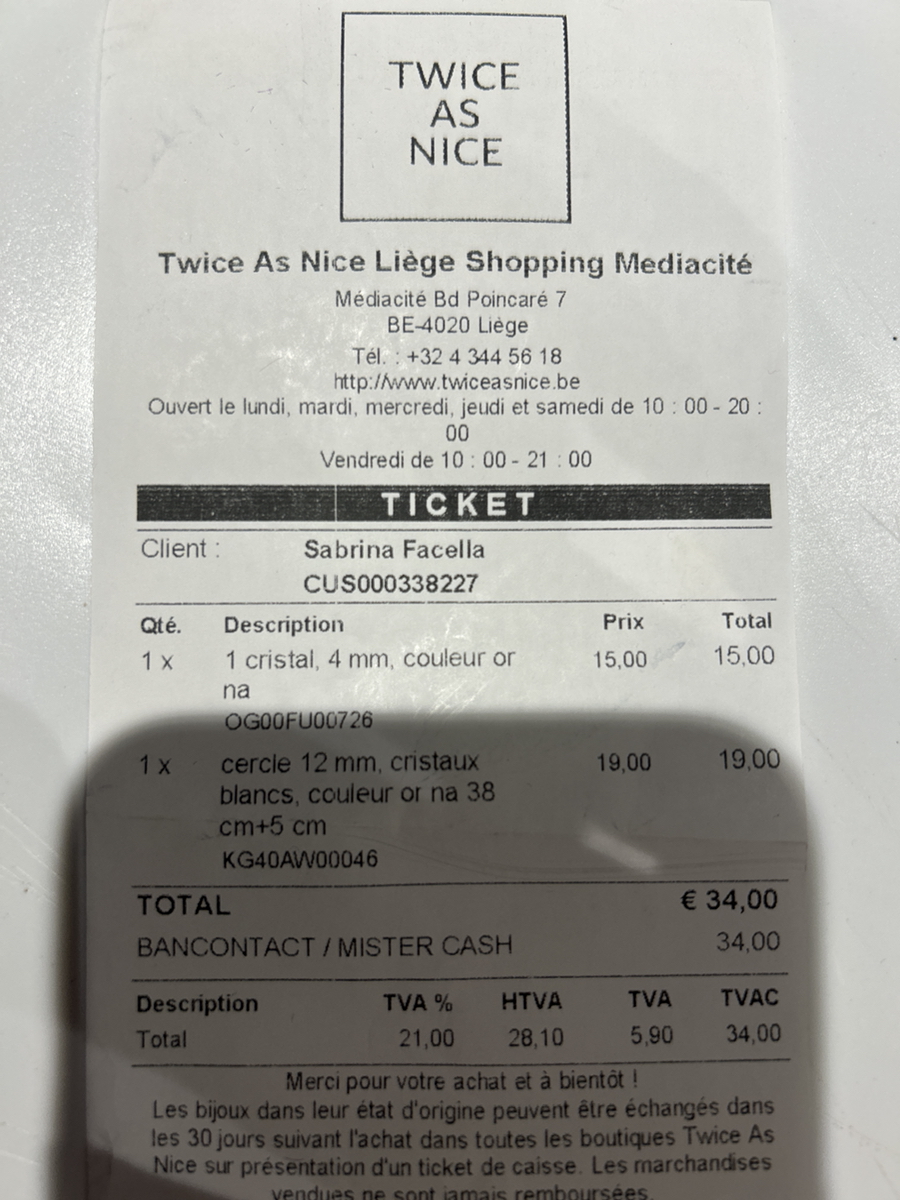 TWICE
AS
NICE
Twice As Nice Liège Shopping Mediacité
Médiacité Bd Poincaré 7
BE-4020 Liège
Tél. : +32 4 344 56 18
http://www.twiceasnice.be
Ouvert le lundi, mardi, mercredi, jeudi et samedi de 10 : 00 - 20 :
00
Vendredi de 10 : 00 - 21 : 00
TICKET
Client : Sabrina Facella
CUS000338227
Qté. Description Prix Total
1 x 1 cristal, 4 mm, couleur or 15,00 15,00
na
OG00FU00726
1 x cercle 12 mm, cristaux 19,00 19,00
blancs, couleur or na 38
cm+5 cm
KG40AW00046
TOTAL € 34,00
BANCONTACT / MISTER CASH 34,00
Description TVA % HTVA TVA TVAC
Total 21,00 28,10 5,90 34,00
Merci pour votre achat et à bientôt !
Les bijoux dans leur état d'origine peuvent être échangés dans
les 30 jours suivant l'achat dans toutes les boutiques Twice As
Nice sur présentation d'un ticket de caisse. Les marchandises
vendues ne sont jamais remboursées.